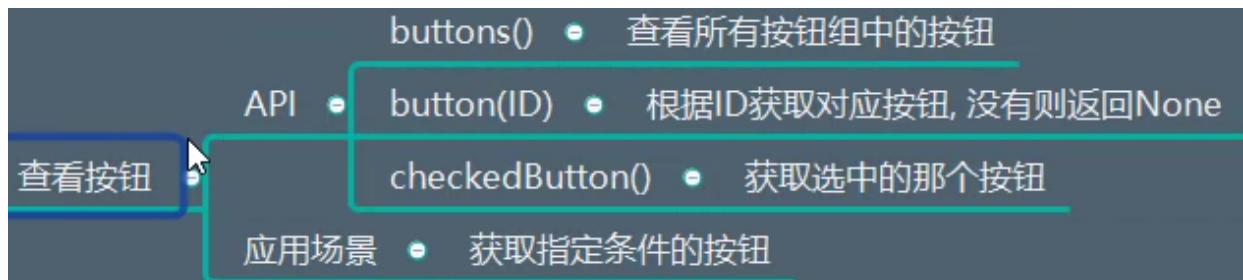 buttons() 查看所有按钮组中的按钮
API button(ID) 根据ID获取对应按钮, 没有则返回None
查看按钮 checkedButton() 获取选中的那个按钮
应用场景 获取指定条件的按钮